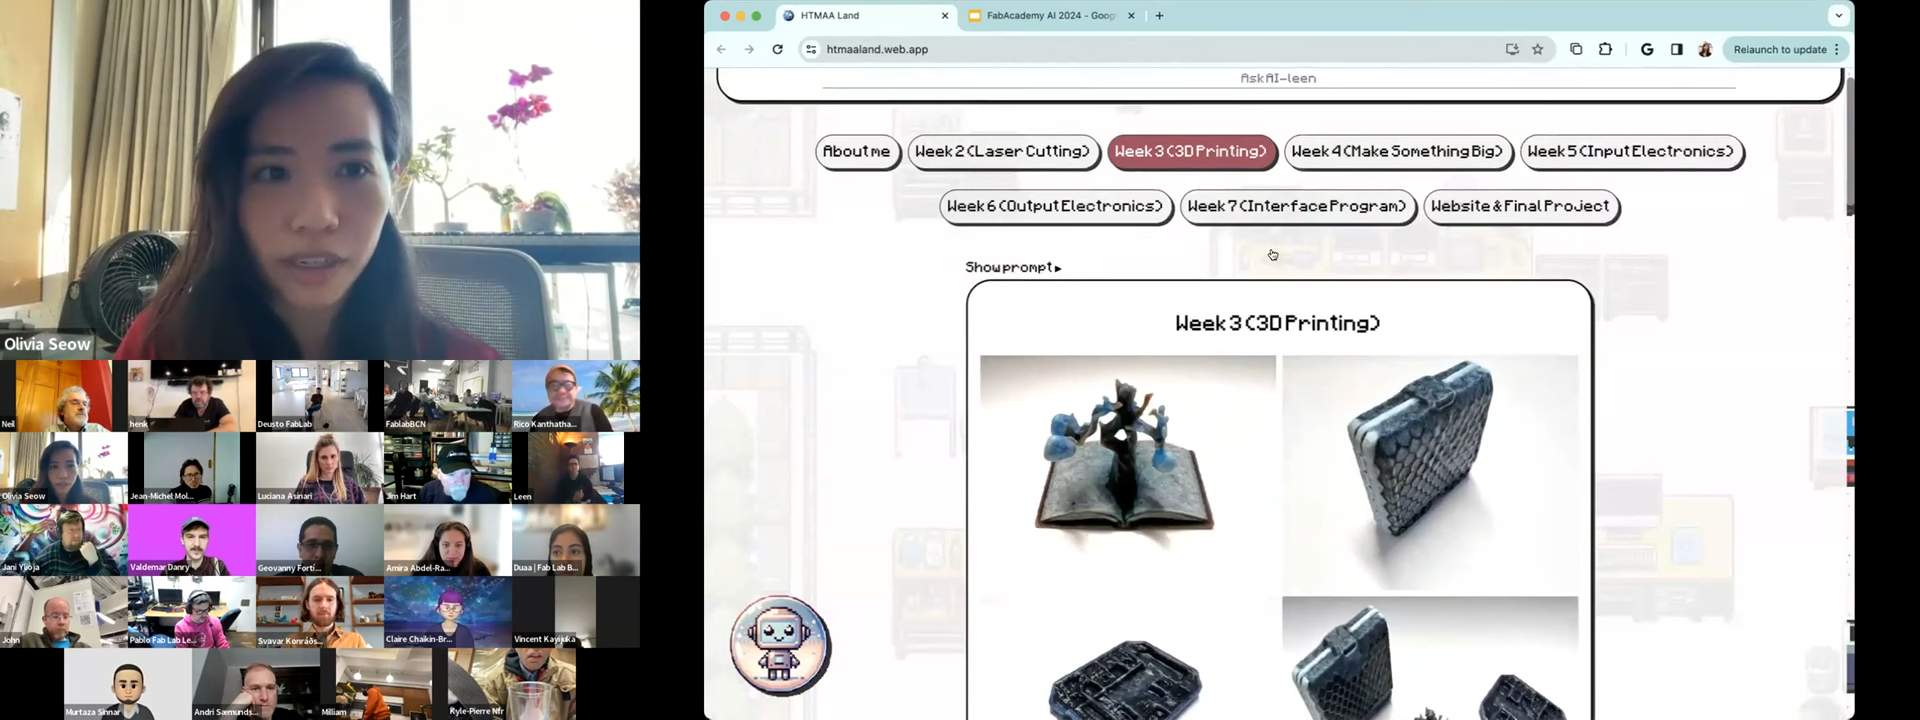 Olivia Seow
Neil
henk
Deusto FabLab
FablabBCN
Rico Kanthatha...
Olivia Seow
Jean-Michel Mol...
Luciana Asinari
Jim Hart
Leen
Jani Ylioja
Valdemar Danry
Geovanny Forti...
Amira Abdel-Ra...
Duaa | Fab Lab B...
John
Pablo Fab Lab Le...
Svavar Konráðs...
Claire Chaikin-Br...
Vincent Kayijuka
Murtaza Sinnar
Andri Sæmunds...
Milliam
Kyle-Pierre Nfr
HTMAA Land
FabAcademy AI 2024 - Goog
htmaaland.web.app
Relaunch to update
Ask AI-leen
About me
Week 2 (Laser Cutting)
Week 3 (3D Printing)
Week 4 (Make Something Big)
Week 5 (Input Electronics)
Week 6 (Output Electronics)
Week 7 (Interface Program)
Website & Final Project
Show prompt ▸
Week 3 (3D Printing)